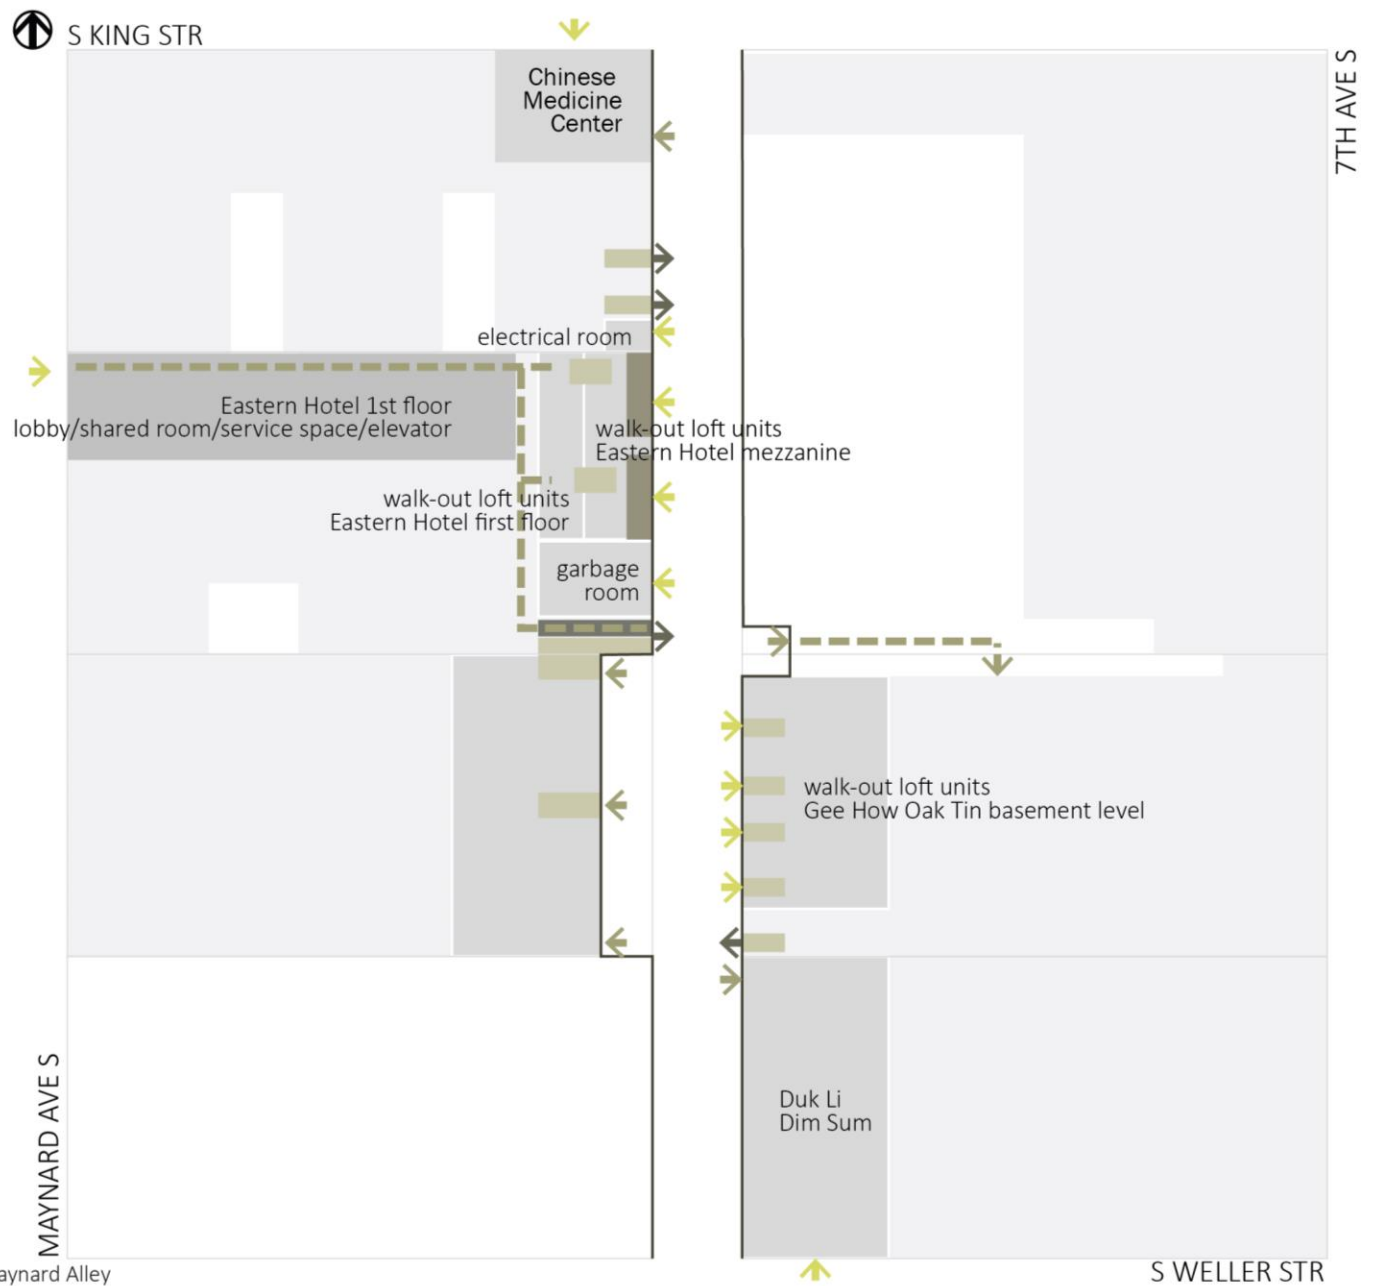 S KING STR
7TH AVE S
Chinese
Medicine
Center
electrical room
Eastern Hotel 1st floor
lobby/shared room/service space/elevator
walk-out loft units
Eastern Hotel mezzanine
walk-out loft units
Eastern Hotel first floor
garbage
room
walk-out loft units
Gee How Oak Tin basement level
Duk Li
Dim Sum
MAYNARD AVE S
aynard Alley
S WELLER STR